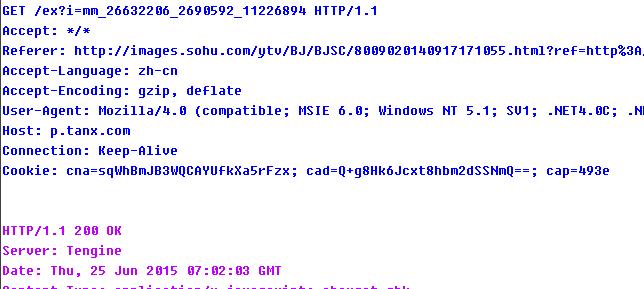 GET /ex?i=mm_26632206_2690592_11226894 HTTP/1.1
Accept: */*
Referer: http://images.sohu.com/ytv/BJ/BJSC/8009020140917171055.html?ref=http%3A
Accept-Language: zh-cn
Accept-Encoding: gzip, deflate
User-Agent: Mozilla/4.0 (compatible; MSIE 6.0; Windows NT 5.1; SV1; .NET4.0C; .N
Host: p.tanx.com
Connection: Keep-Alive
Cookie: cna=sqWhBmJB3WQCAYUfkXa5rFzx; cad=Q+g8Hk6Jcxt8hbm2dSSNmQ==; cap=493e
HTTP/1.1 200 OK
Server: Tengine
Date: Thu, 25 Jun 2015 07:02:03 GMT